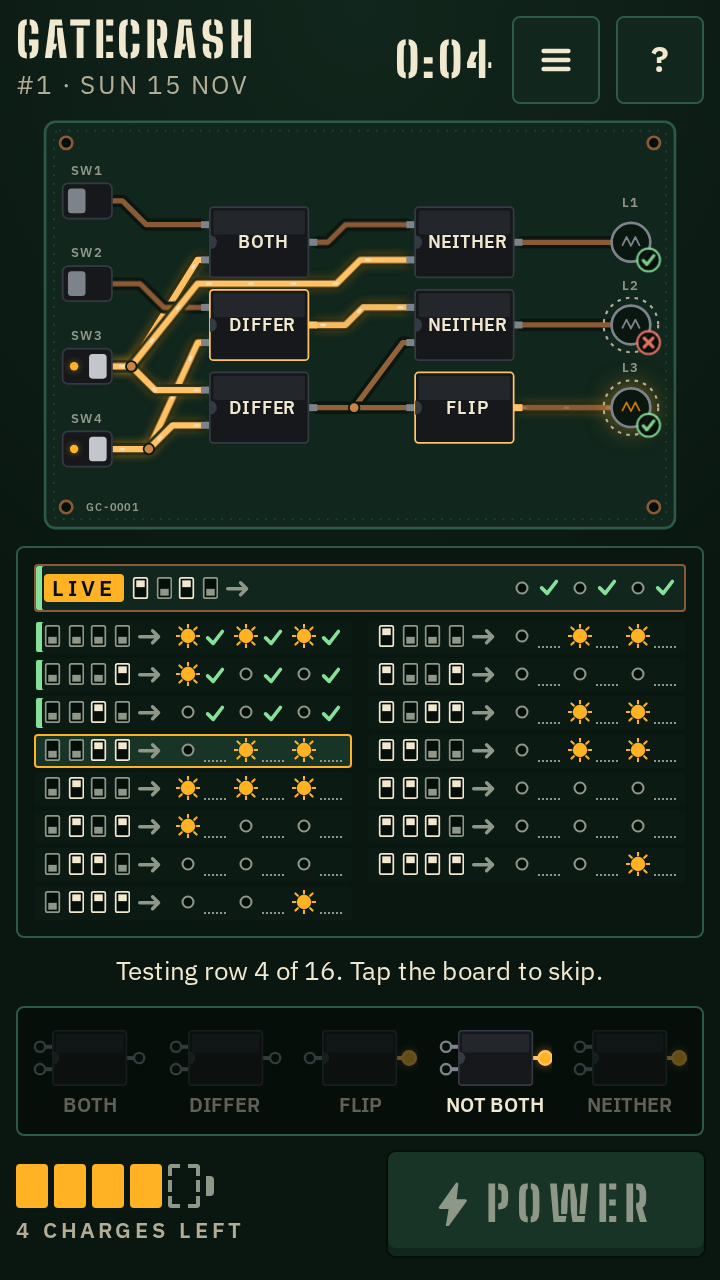 GATECRASH
#1 · SUN 15 NOV
0:04
?
SW1
SW2
SW3
SW4
BOTH
DIFFER
DIFFER
NEITHER
NEITHER
FLIP
L1
L2
L3
GC-0001
LIVE
Testing row 4 of 16. Tap the board to skip.
BOTH
DIFFER
FLIP
NOT BOTH
NEITHER
4 CHARGES LEFT
POWER